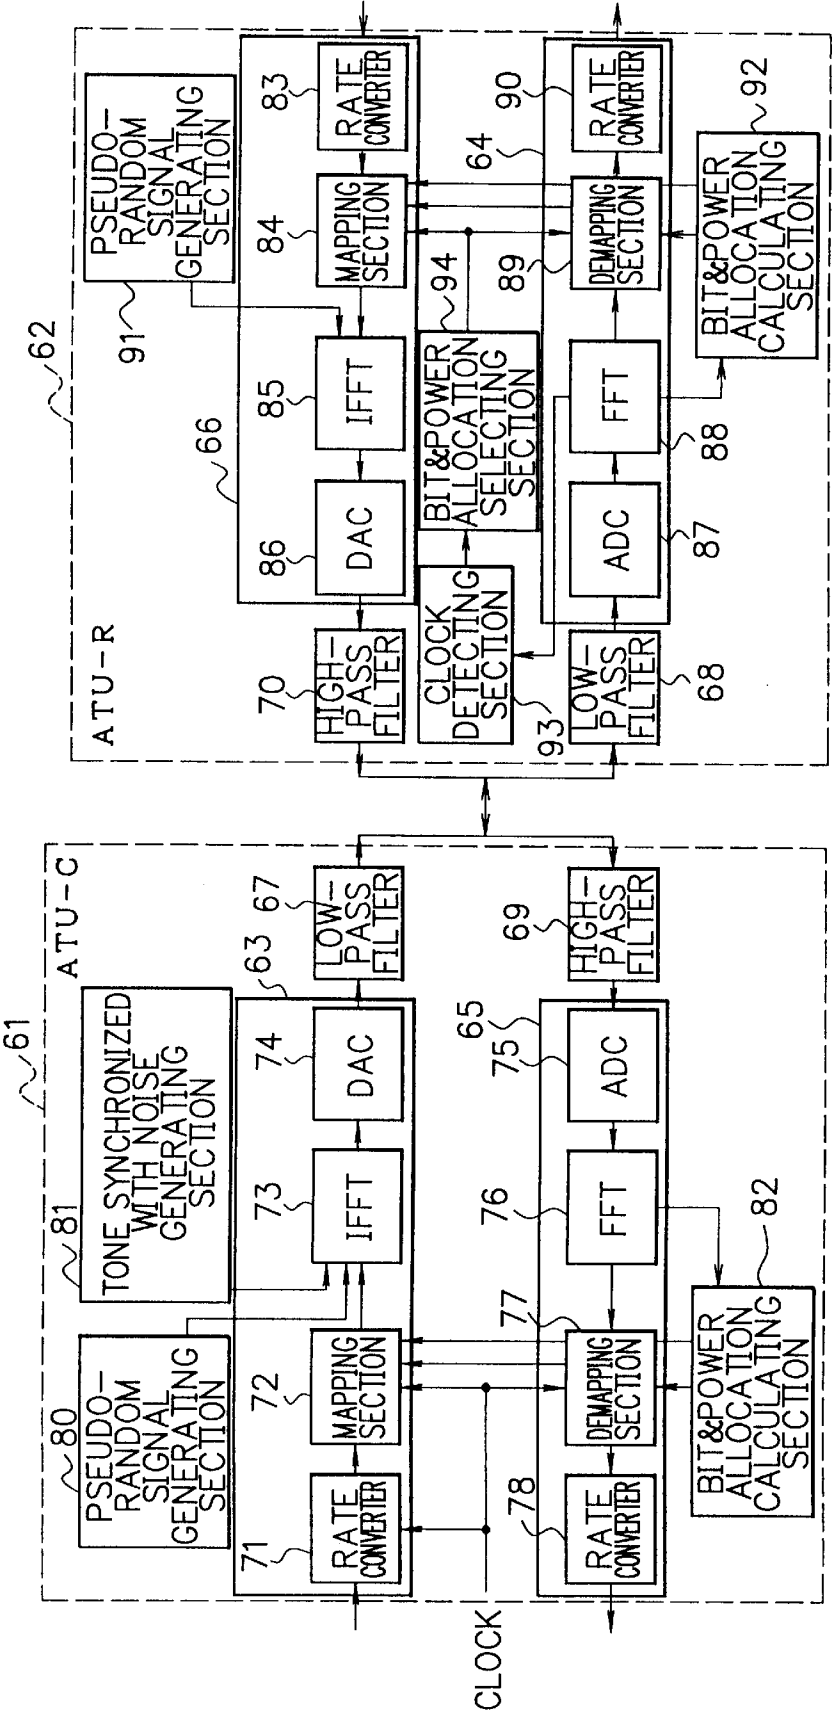 61
ATU-C
80
PSEUDO-
RANDOM
SIGNAL
GENERATING
SECTION
81
TONE SYNCHRONIZED
WITH NOISE
GENERATING
SECTION
63
71
RATE
CONVERTER
72
MAPPING
SECTION
73
IFFT
74
DAC
67
LOW-
PASS
FILTER
CLOCK
65
78
RATE
CONVERTER
77
DEMAPPING
SECTION
76
FFT
75
ADC
69
HIGH-
PASS
FILTER
82
BIT&POWER
ALLOCATION
CALCULATING
SECTION
62
ATU-R
91
PSEUDO-
RANDOM
SIGNAL
GENERATING
SECTION
66
70
HIGH-
PASS
FILTER
86
DAC
85
IFFT
84
MAPPING
SECTION
83
RATE
CONVERTER
93
CLOCK
DETECTING
SECTION
94
BIT&POWER
ALLOCATION
SELECTING
SECTION
64
68
LOW-
PASS
FILTER
87
ADC
88
FFT
89
DEMAPPING
SECTION
90
RATE
CONVERTER
92
BIT&POWER
ALLOCATION
CALCULATING
SECTION